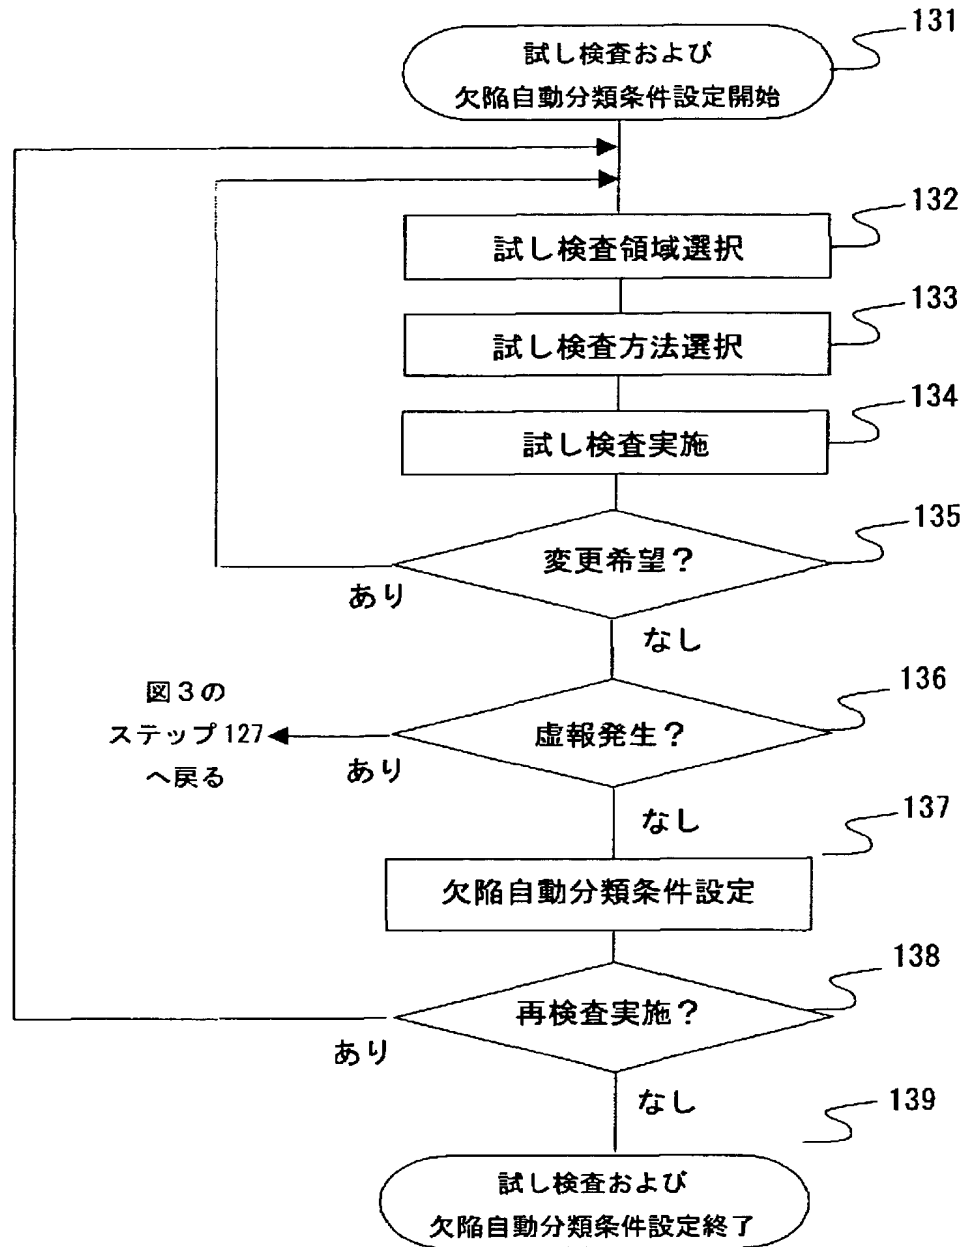 131
試し検査および
欠陥自動分類条件設定開始
132
試し検査領域選択
133
試し検査方法選択
134
試し検査実施
135
変更希望？
あり
なし
136
虚報発生？
図３の
ステップ127
へ戻る
あり
なし
137
欠陥自動分類条件設定
138
再検査実施？
あり
なし
139
試し検査および
欠陥自動分類条件設定終了